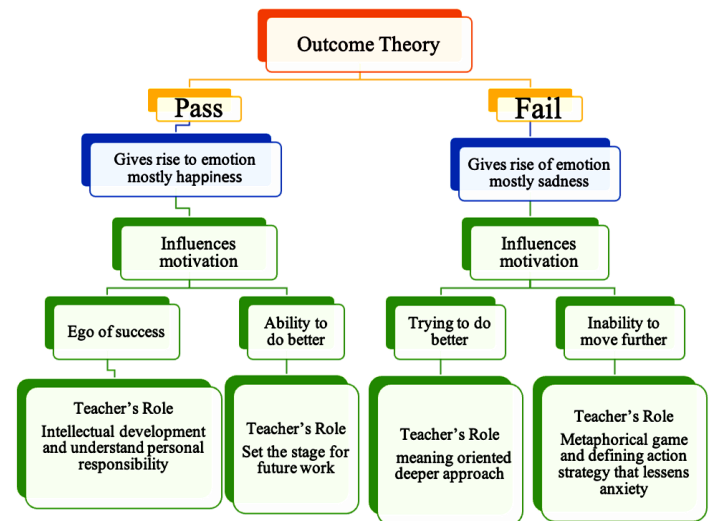 Outcome Theory
Pass
Fail
Gives rise to emotion
mostly happiness
Gives rise of emotion
mostly sadness
Influences
motivation
Influences
motivation
Ego of success
Ability to
do better
Trying to do
better
Inability to
move further
Teacher's Role
Intellectual development
and understand personal
responsibility
Teacher's Role
Set the stage for
future work
Teacher's Role
meaning oriented
deeper approach
Teacher's Role
Metaphorical game
and defining action
strategy that lessens
anxiety